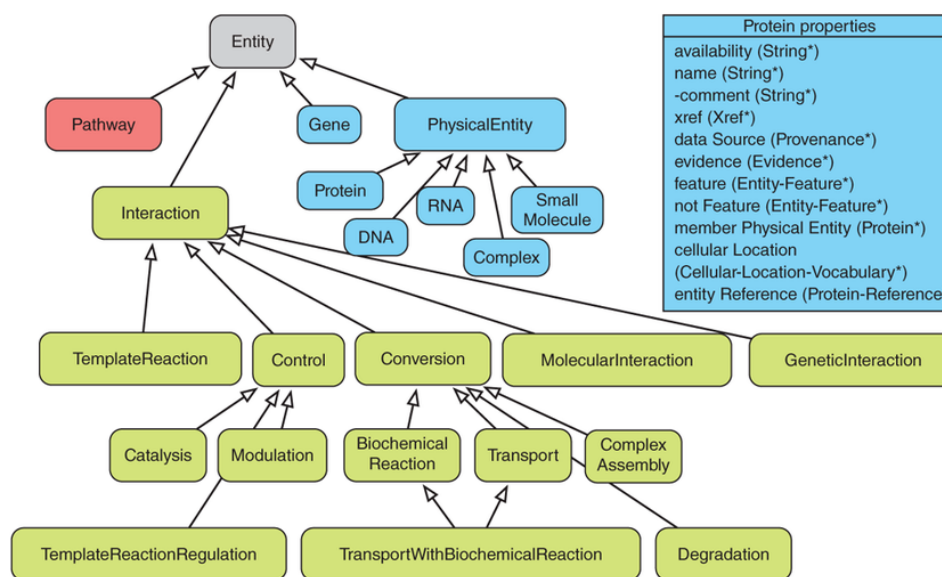 Entity
Pathway
Gene
PhysicalEntity
Protein
DNA
RNA
Small
Molecule
Complex
Interaction
Protein properties
availability (String*)
name (String*)
-comment (String*)
xref (Xref*)
data Source (Provenance*)
evidence (Evidence*)
feature (Entity-Feature*)
not Feature (Entity-Feature*)
member Physical Entity (Protein*)
cellular Location
(Cellular-Location-Vocabulary*)
entity Reference (Protein-Reference
TemplateReaction
Control
Conversion
MolecularInteraction
GeneticInteraction
Catalysis
Modulation
Biochemical
Reaction
Transport
Complex
Assembly
TemplateReactionRegulation
TransportWithBiochemicalReaction
Degradation